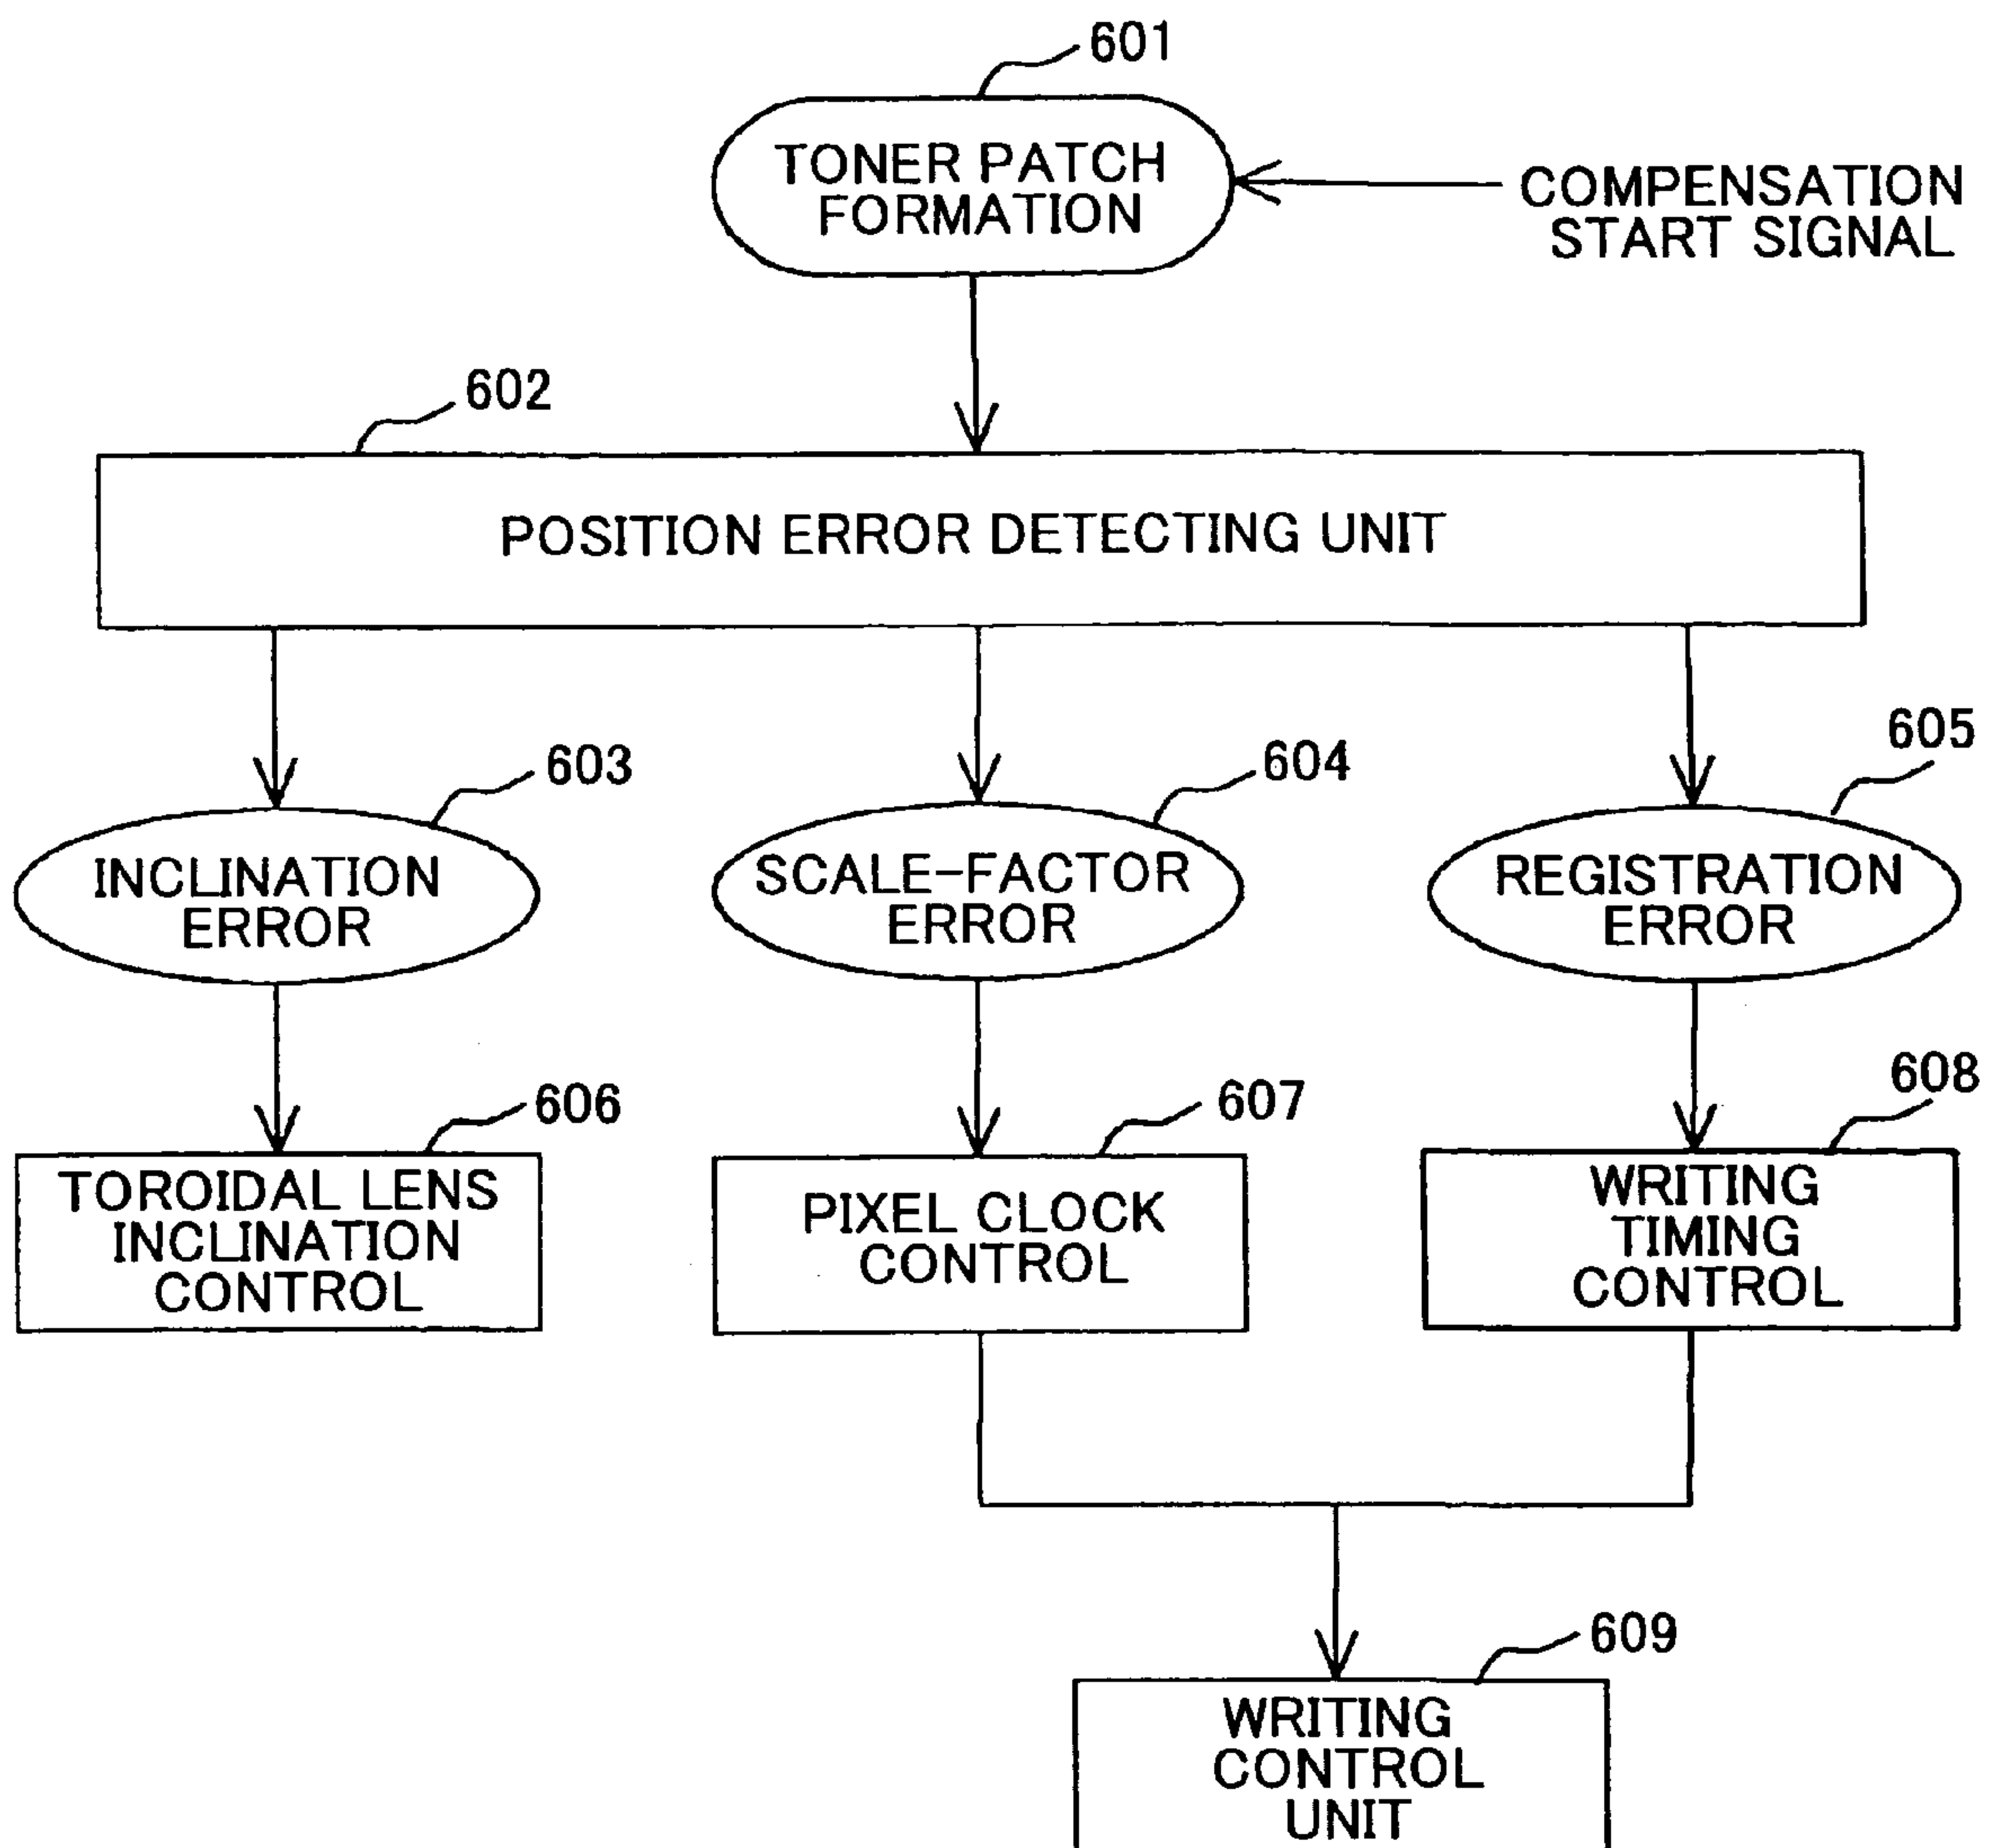 601
TONER PATCH
FORMATION
COMPENSATION
START SIGNAL
602
POSITION ERROR DETECTING UNIT
603
604
605
INCLINATION
ERROR
SCALE-FACTOR
ERROR
REGISTRATION
ERROR
606
607
608
TOROIDAL LENS
INCLINATION
CONTROL
PIXEL CLOCK
CONTROL
WRITING
TIMING
CONTROL
609
WRITING
CONTROL
UNIT